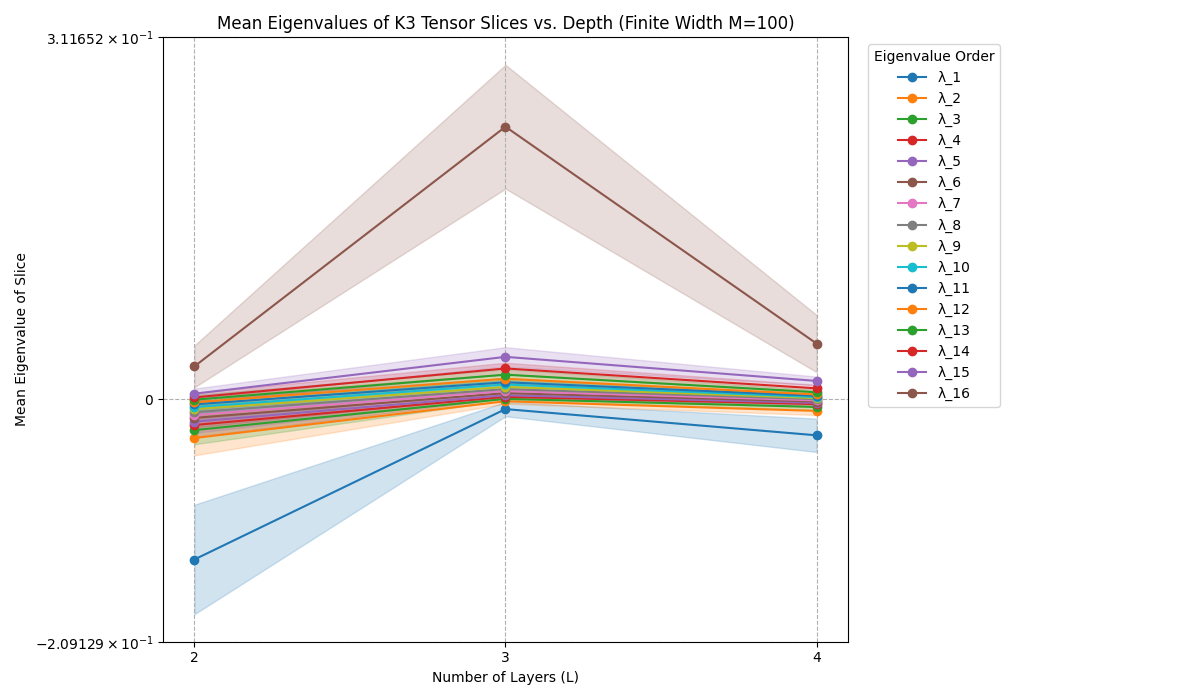 Mean Eigenvalues of K3 Tensor Slices vs. Depth (Finite Width M=100)
3.11652 × 10⁻¹
0
−2.09129 × 10⁻¹
Mean Eigenvalue of Slice
2 3 4
Number of Layers (L)
Eigenvalue Order
λ_1
λ_2
λ_3
λ_4
λ_5
λ_6
λ_7
λ_8
λ_9
λ_10
λ_11
λ_12
λ_13
λ_14
λ_15
λ_16